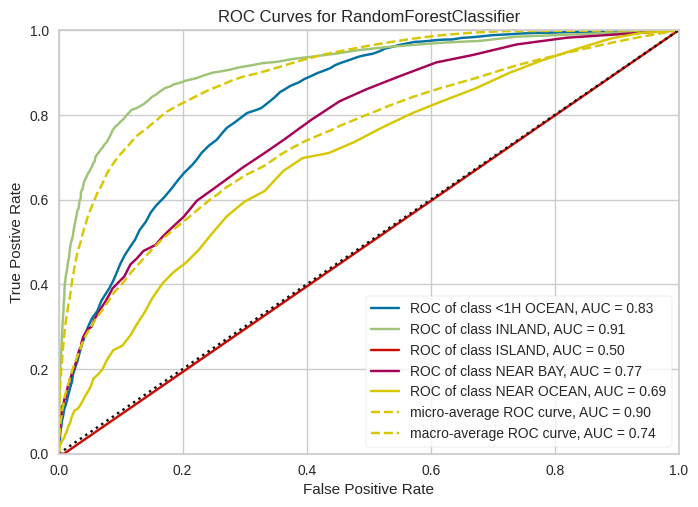 ROC Curves for RandomForestClassifier
True Postive Rate
1.0
0.8
0.6
0.4
0.2
0.0
ROC of class <1H OCEAN, AUC = 0.83
ROC of class INLAND, AUC = 0.91
ROC of class ISLAND, AUC = 0.50
ROC of class NEAR BAY, AUC = 0.77
ROC of class NEAR OCEAN, AUC = 0.69
micro-average ROC curve, AUC = 0.90
macro-average ROC curve, AUC = 0.74
0.0 0.2 0.4 0.6 0.8 1.0
False Positive Rate